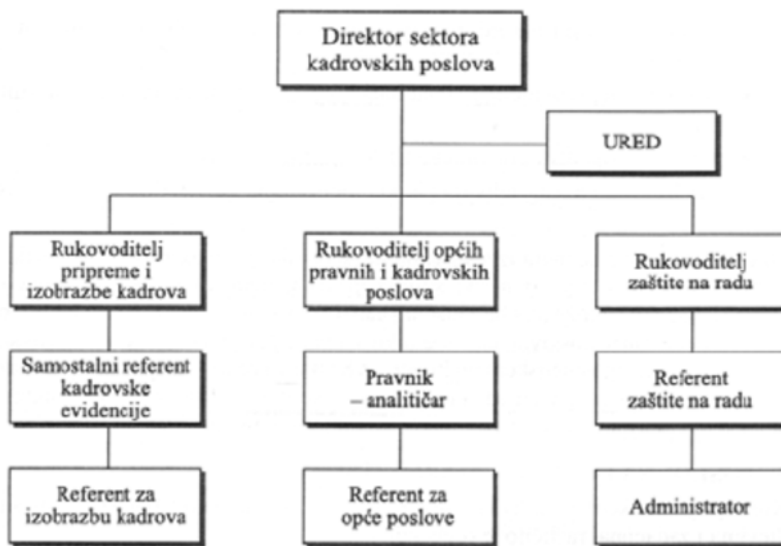 Direktor sektora
kadrovskih poslova
URED
Rukovoditelj
pripreme i
izobrazbe kadrova
Rukovoditelj općih
pravnih i kadrovskih
poslova
Rukovoditelj
zaštite na radu
Samostalni referent
kadrovske
evidencije
Pravnik
– analitičar
Referent
zaštite na radu
Referent za
izobrazbu kadrova
Referent za
opće poslove
Administrator